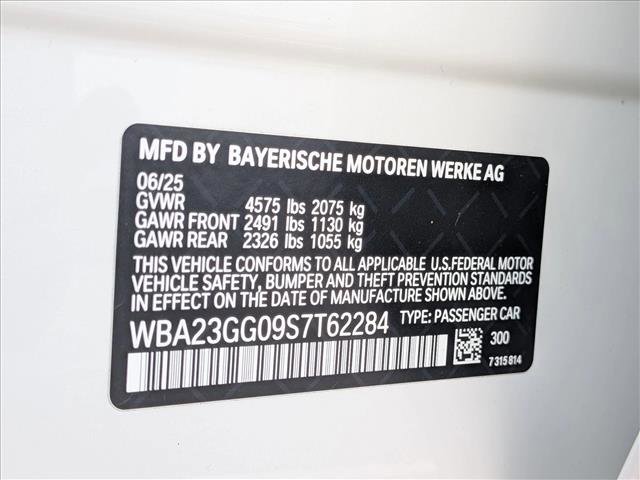 MFD BY BAYERISCHE MOTOREN WERKE AG
06/25
GVWR 4575 lbs 2075 kg
GAWR FRONT 2491 lbs 1130 kg
GAWR REAR 2326 lbs 1055 kg
THIS VEHICLE CONFORMS TO ALL APPLICABLE U.S.FEDERAL MOTOR
VEHICLE SAFETY, BUMPER AND THEFT PREVENTION STANDARDS
IN EFFECT ON THE DATE OF MANUFACTURE SHOWN ABOVE.
WBA23GG09S7T62284 TYPE: PASSENGER CAR
300
7315814